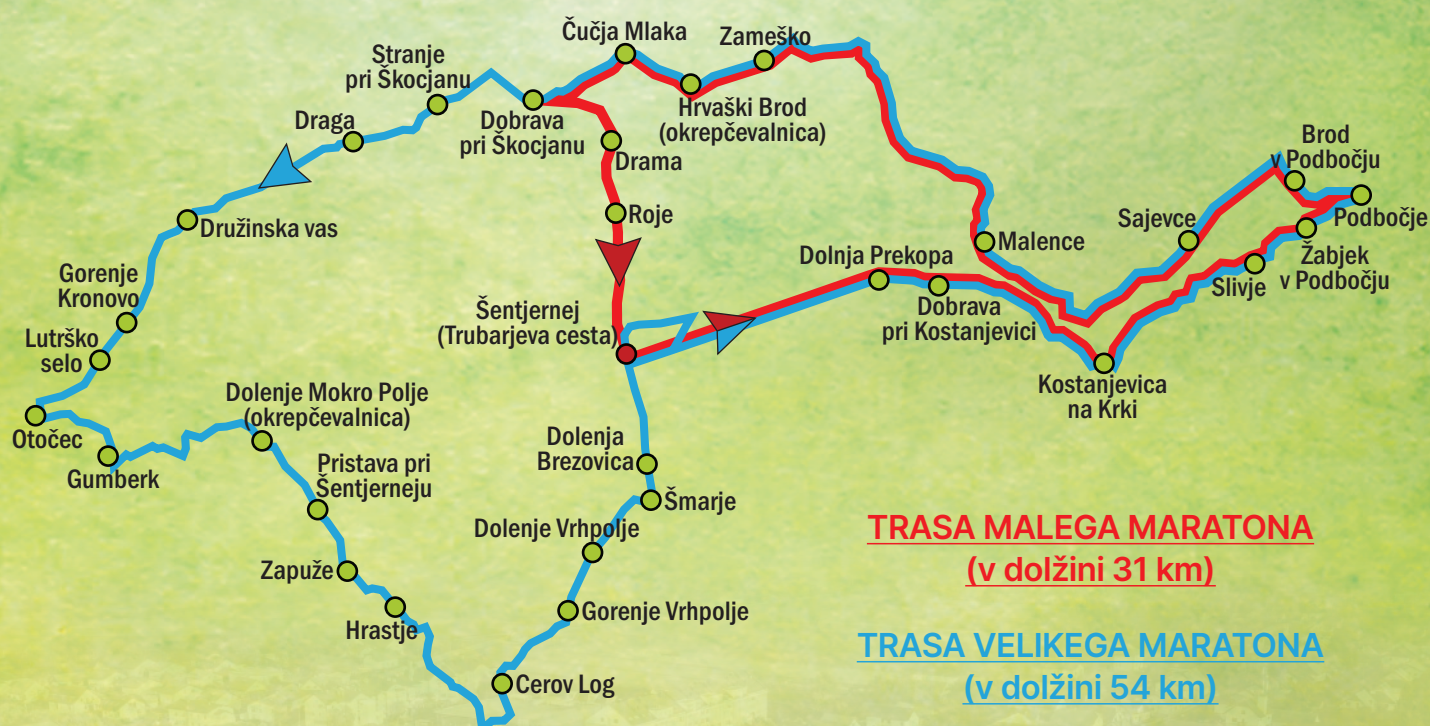 Čučja Mlaka
Zameško
Stranje
pri Škocjanu
Hrvaški Brod
(okrepčevalnica)
Draga
Dobrava
pri Škocjanu
Drama
Brod
v Podbočju
Roje
Sajevce
Podbočje
Družinska vas
Malence
Dolnja Prekopa
Žabjek
v Podbočju
Slivje
Gorenje
Kronovo
Dobrava
pri Kostanjevici
Šentjernej
(Trubarjeva cesta)
Lutrško
selo
Kostanjevica
na Krki
Dolenje Mokro Polje
(okrepčevalnica)
Otočec
Gumberk
Dolenja
Brezovica
Pristava pri
Šentjerneju
Šmarje
Dolenje Vrhpolje
Zapuže
Gorenje Vrhpolje
Hrastje
Cerov Log
TRASA MALEGA MARATONA
(v dolžini 31 km)
TRASA VELIKEGA MARATONA
(v dolžini 54 km)